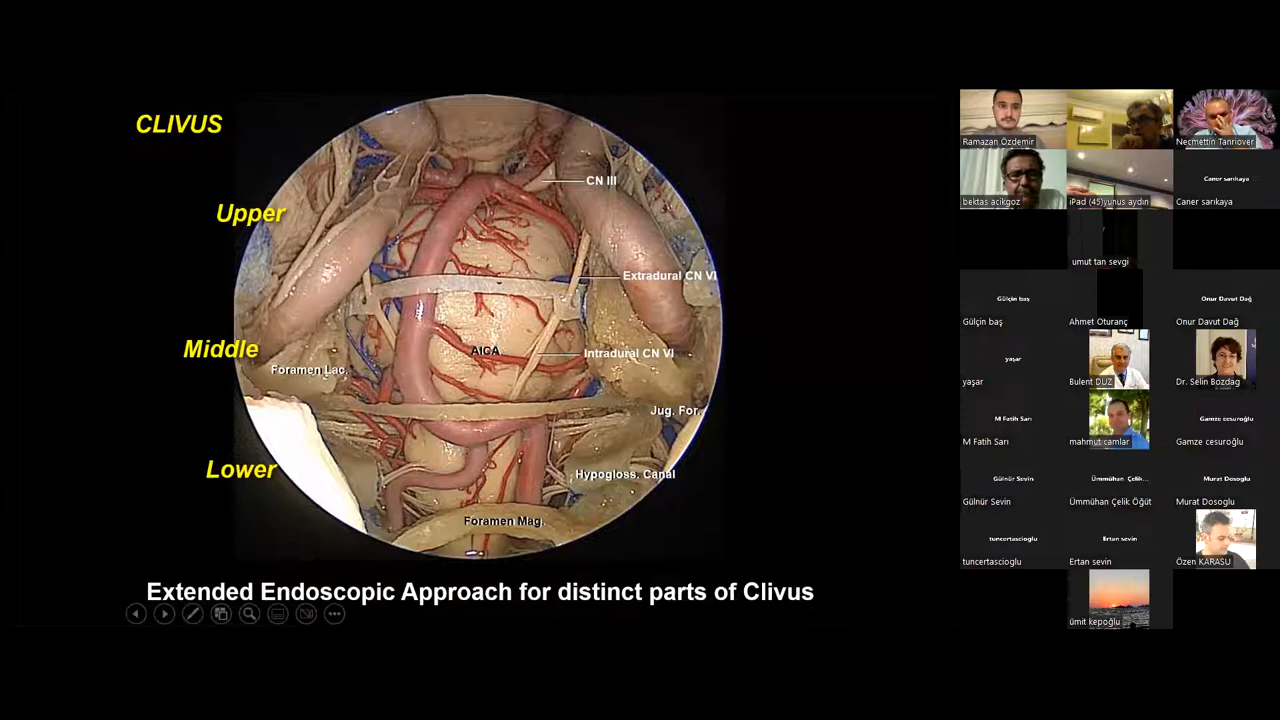 CLIVUS
Upper
Middle
Lower
CN III
Extradural CN VI
AICA
Intradural CN VI
Foramen Lac.
Jug. For.
Hypogloss. Canal
Foramen Mag.
Extended Endoscopic Approach for distinct parts of Clivus
Ramazan Özdemir
Necmettin Tanrıover
bektas acikgoz
iPad (45)yunus aydın
Caner sarıkaya
Caner sarıkaya
umut tan sevgi
Gülçin baş
Gülçin baş
Ahmet Oturanç
Onur Davut Dağ
Onur Davut Dağ
yaşar
yaşar
Bulent DUZ
Dr. Selin Bozdag
M Fatih Sarı
M Fatih Sarı
mahmut camlar
Gamze cesuroğlu
Gamze cesuroğlu
Gülnür Sevin
Gülnür Sevin
Ümmühan Çelik...
Ümmühan Çelik Öğüt
Murat Dosoglu
Murat Dosoglu
tuncertascioglu
tuncertascioglu
Ertan sevin
Ertan sevin
Özen KARASU
ümit kepoğlu